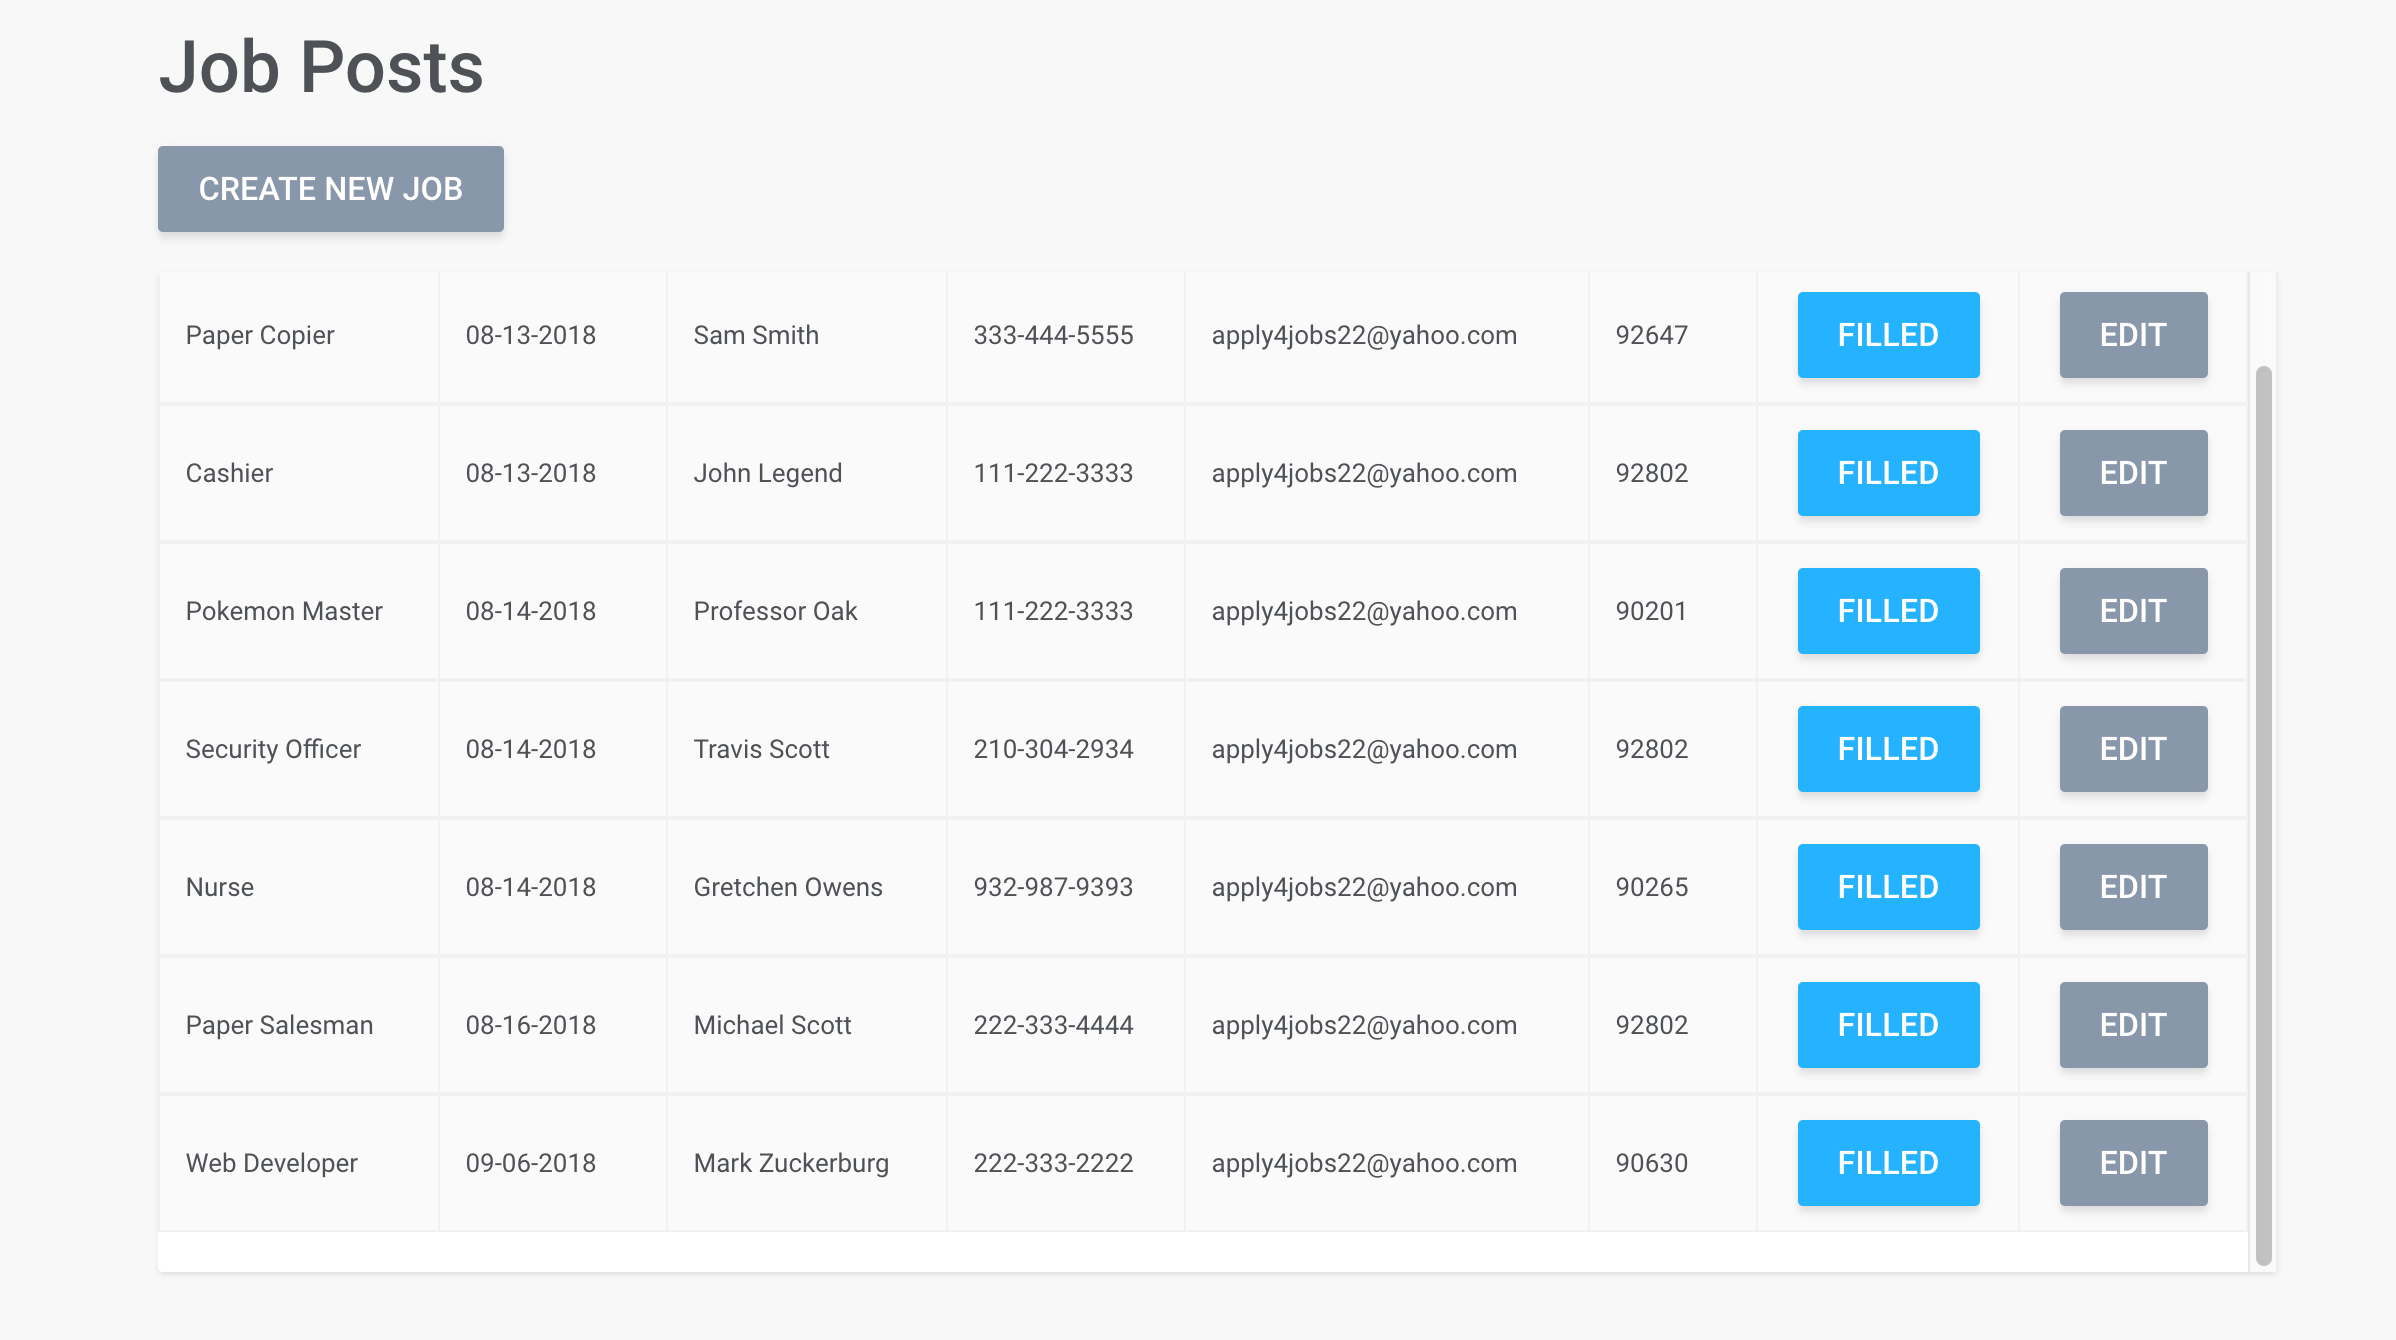 Job Posts
CREATE NEW JOB
Paper Copier 08-13-2018 Sam Smith 333-444-5555 apply4jobs22@yahoo.com 92647 FILLED EDIT
Cashier 08-13-2018 John Legend 111-222-3333 apply4jobs22@yahoo.com 92802 FILLED EDIT
Pokemon Master 08-14-2018 Professor Oak 111-222-3333 apply4jobs22@yahoo.com 90201 FILLED EDIT
Security Officer 08-14-2018 Travis Scott 210-304-2934 apply4jobs22@yahoo.com 92802 FILLED EDIT
Nurse 08-14-2018 Gretchen Owens 932-987-9393 apply4jobs22@yahoo.com 90265 FILLED EDIT
Paper Salesman 08-16-2018 Michael Scott 222-333-4444 apply4jobs22@yahoo.com 92802 FILLED EDIT
Web Developer 09-06-2018 Mark Zuckerburg 222-333-2222 apply4jobs22@yahoo.com 90630 FILLED EDIT